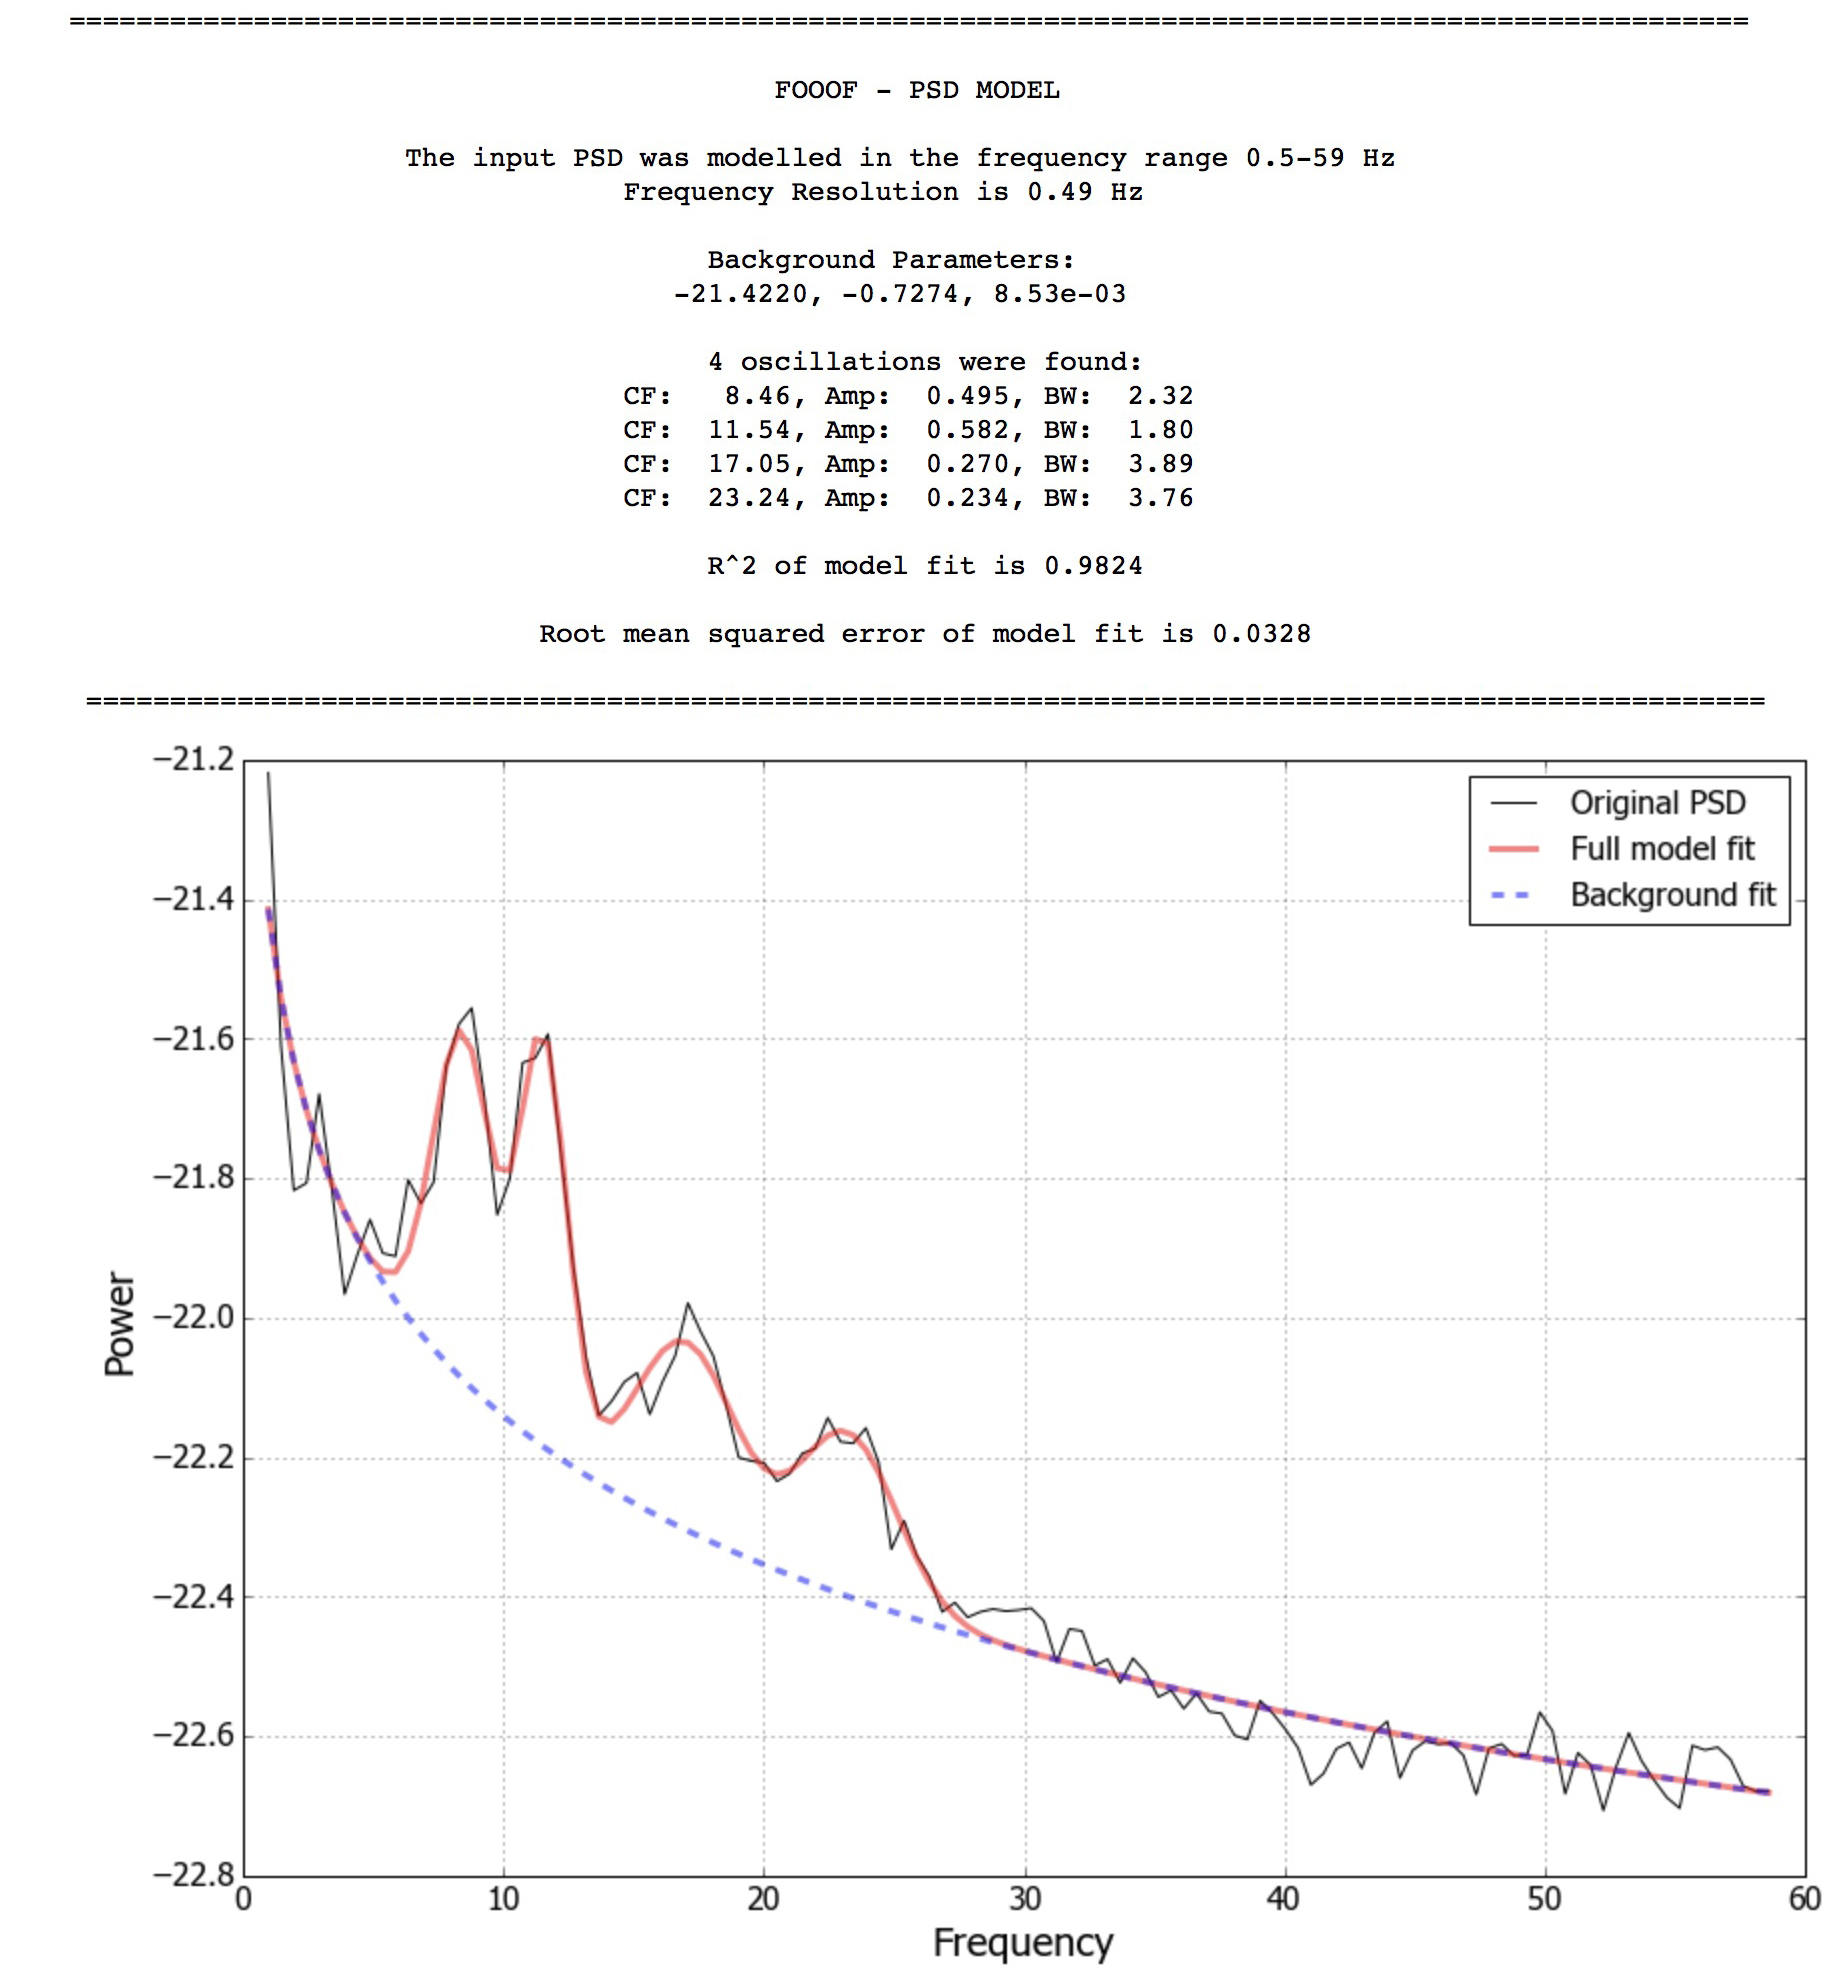 ====================================================================================================
FOOOF - PSD MODEL
The input PSD was modelled in the frequency range 0.5-59 Hz
Frequency Resolution is 0.49 Hz
Background Parameters:
-21.4220, -0.7274, 8.53e-03
4 oscillations were found:
CF: 8.46, Amp: 0.495, BW: 2.32
CF: 11.54, Amp: 0.582, BW: 1.80
CF: 17.05, Amp: 0.270, BW: 3.89
CF: 23.24, Amp: 0.234, BW: 3.76
R^2 of model fit is 0.9824
Root mean squared error of model fit is 0.0328
====================================================================================================
−21.2
Original PSD
Full model fit
Background fit
−21.4
−21.6
−21.8
−22.0
−22.2
−22.4
−22.6
−22.8
Power
0 10 20 30 40 50 60
Frequency